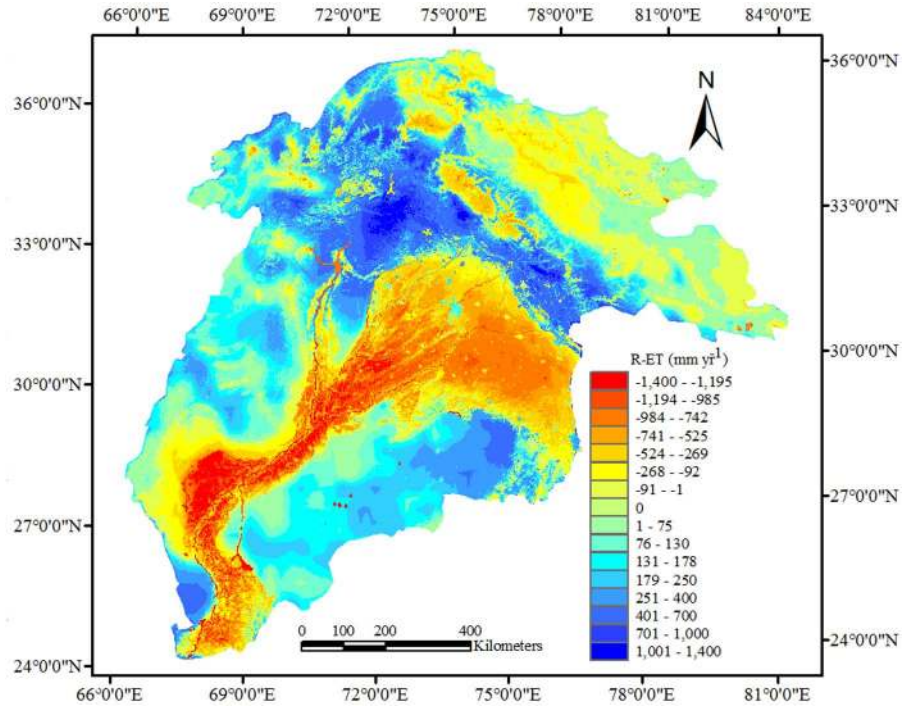 66°0'0"E 69°0'0"E 72°0'0"E 75°0'0"E 78°0'0"E 81°0'0"E 84°0'0"E
36°0'0"N
36°0'0"N
N
33°0'0"N
33°0'0"N
30°0'0"N
30°0'0"N
27°0'0"N
27°0'0"N
24°0'0"N
24°0'0"N
R-ET (mm yr¹)
-1,400 - -1,195
-1,194 - -985
-984 - -742
-741 - -525
-524 - -269
-268 - -92
-91 - -1
0
1 - 75
76 - 130
131 - 178
179 - 250
251 - 400
401 - 700
701 - 1,000
1,001 - 1,400
0 100 200 400
Kilometers
66°0'0"E 69°0'0"E 72°0'0"E 75°0'0"E 78°0'0"E 81°0'0"E